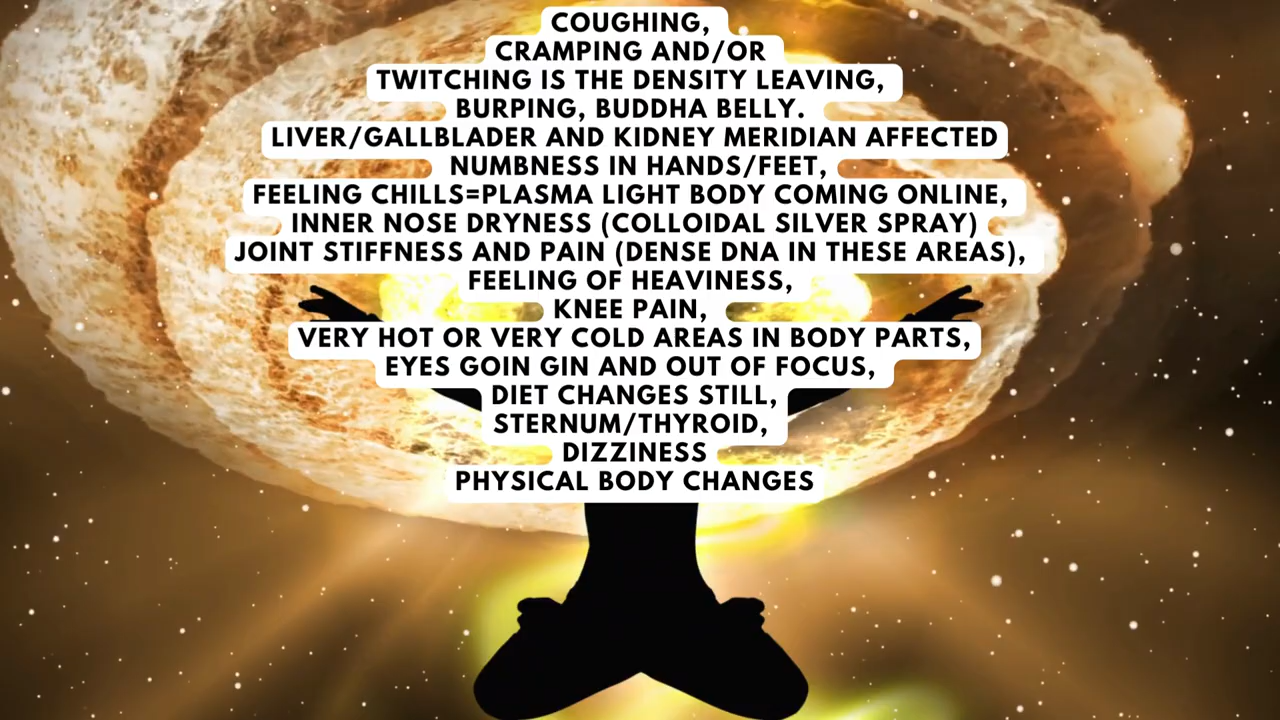 COUGHING,
CRAMPING AND/OR
TWITCHING IS THE DENSITY LEAVING,
BURPING, BUDDHA BELLY.
LIVER/GALLBLADER AND KIDNEY MERIDIAN AFFECTED
NUMBNESS IN HANDS/FEET,
FEELING CHILLS=PLASMA LIGHT BODY COMING ONLINE,
INNER NOSE DRYNESS (COLLOIDAL SILVER SPRAY)
JOINT STIFFNESS AND PAIN (DENSE DNA IN THESE AREAS),
FEELING OF HEAVINESS,
KNEE PAIN,
VERY HOT OR VERY COLD AREAS IN BODY PARTS,
EYES GOIN GIN AND OUT OF FOCUS,
DIET CHANGES STILL,
STERNUM/THYROID,
DIZZINESS
PHYSICAL BODY CHANGES